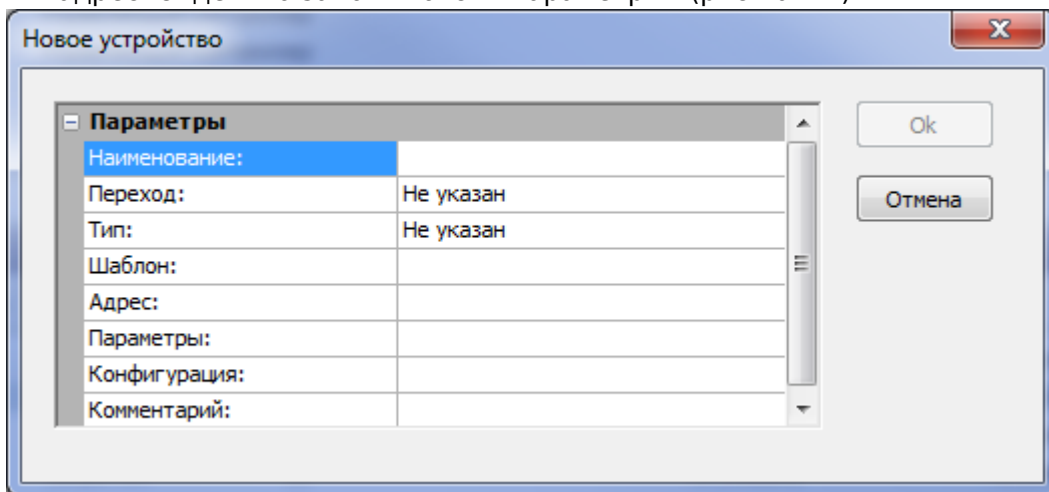 Новое устройство
Параметры
Ok
Наименование:
Переход: Не указан
Отмена
Тип: Не указан
Шаблон:
Адрес:
Параметры:
Конфигурация:
Комментарий: